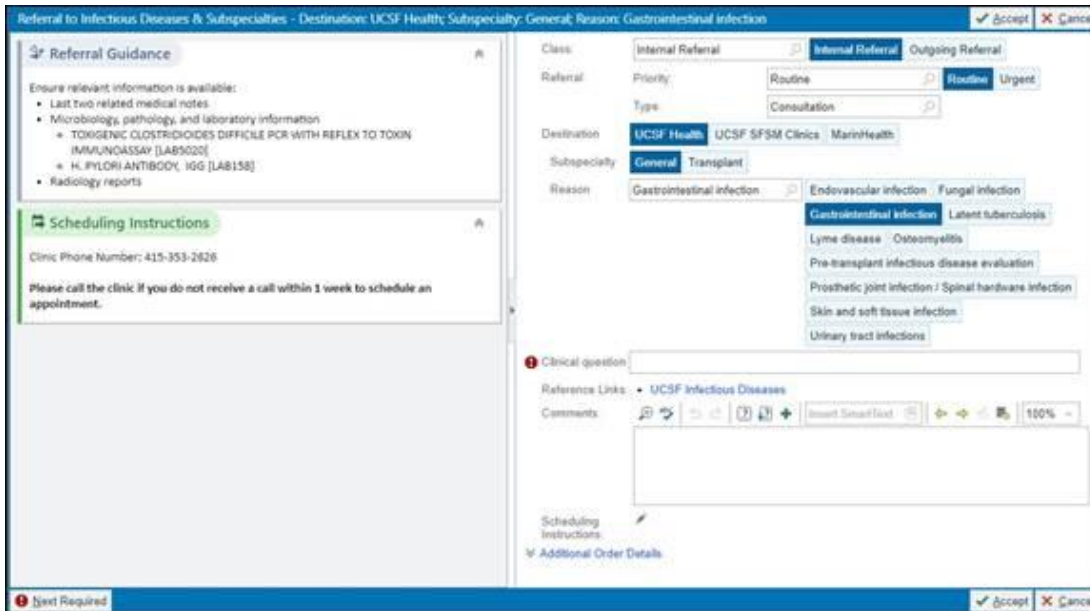 Referral to Infectious Diseases & Subspecialties - Destination: UCSF Health; Subspecialty: General; Reason: Gastrointestinal infection
Accept
Cance
Referral Guidance
Ensure relevant information is available:
• Last two related medical notes
• Microbiology, pathology, and laboratory information
TOXIGENIC CLOSTRIDIOIDES DIFFICILE PCR WITH REFLEX TO TOXIN
IMMUNOASSAY [LAB5020]
H. PYLORI ANTIBODY, IGG [LAB158]
• Radiology reports
Scheduling Instructions
Clinic Phone Number: 415-353-2626
Please call the clinic if you do not receive a call within 1 week to schedule an
appointment.
Class: Internal Referral Internal Referral Outgoing Referral
Referral Priority: Routine Routine Urgent
Type: Consultation
Destination UCSF Health UCSF SFSM Clinics MarinHealth
Subspecialty General Transplant
Reason Gastrointestinal infection Endovascular infection Fungal infection
Gastrointestinal infection Latent tuberculosis
Lyme disease Osteomyelitis
Pre-transplant infectious disease evaluation
Prosthetic joint infection / Spinal hardware infection
Skin and soft tissue infection
Urinary tract infections
Clinical question
Reference Links: • UCSF Infectious Diseases
Comments: Insert SmartText 100%
Scheduling
Instructions:
Additional Order Details
Next Required
Accept
Cance